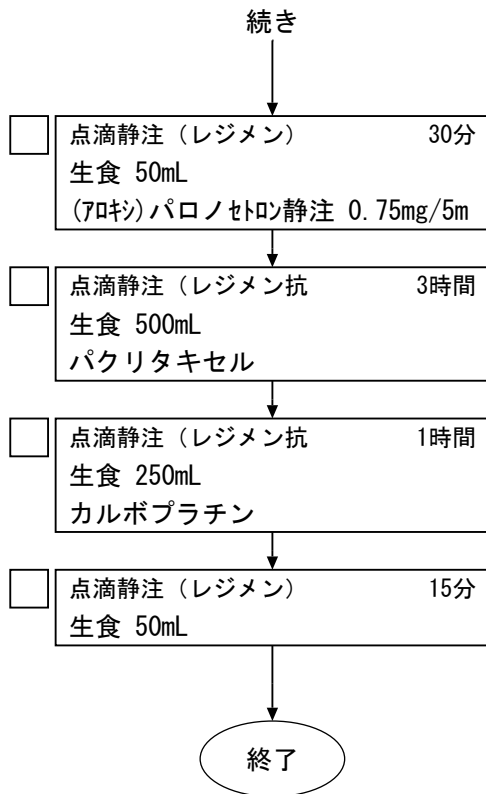 続き
点滴静注（レジメン） 30分
生食 50mL
(アロキシ)パロノセトロン静注 0.75mg/5m
点滴静注（レジメン抗 3時間
生食 500mL
パクリタキセル
点滴静注（レジメン抗 1時間
生食 250mL
カルボプラチン
点滴静注（レジメン） 15分
生食 50mL
終了